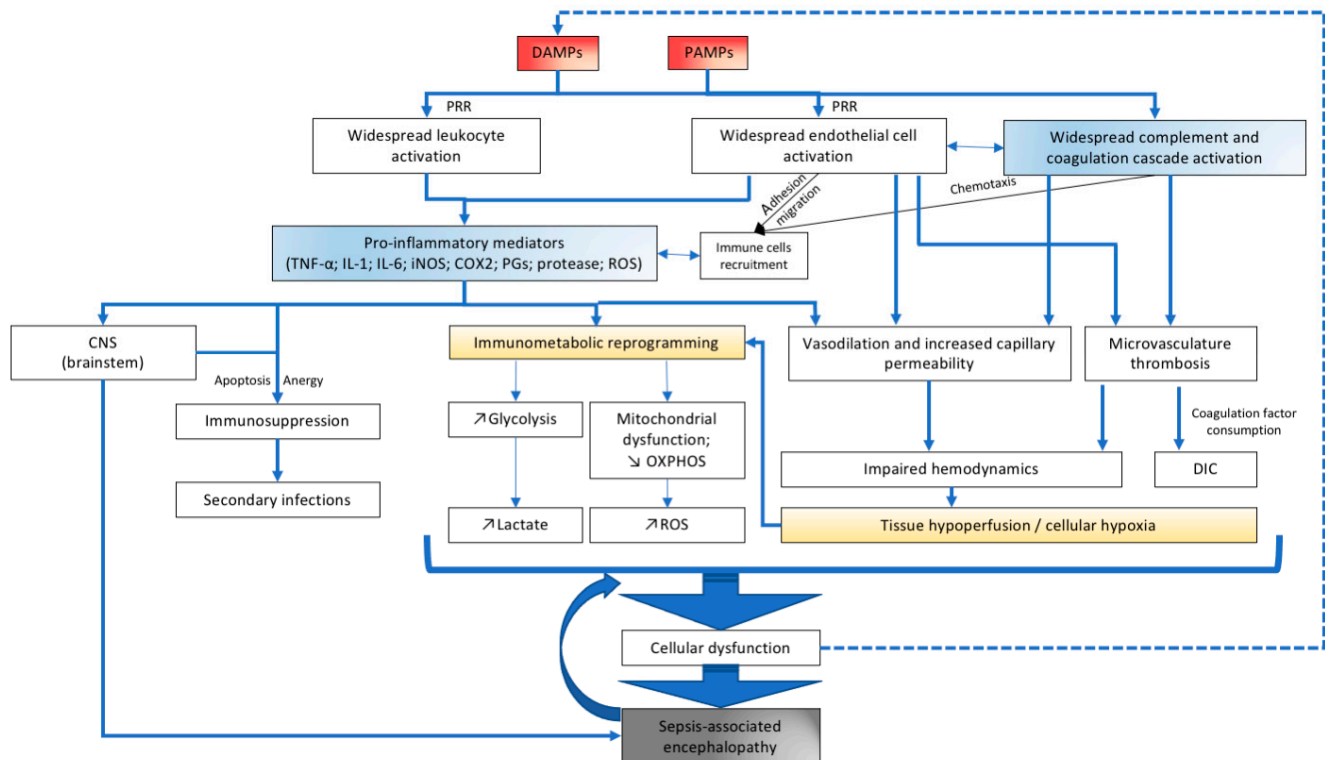 DAMPs
PAMPs
PRR
PRR
Widespread leukocyte
activation
Widespread endothelial cell
activation
Widespread complement and
coagulation cascade activation
Adhesion
migration
Chemotaxis
Pro-inflammatory mediators
(TNF-α; IL-1; IL-6; iNOS; COX2; PGs; protease; ROS)
Immune cells
recruitment
CNS
(brainstem)
Immunometabolic reprogramming
Vasodilation and increased capillary
permeability
Microvasculature
thrombosis
Apoptosis
Anergy
Immunosuppression
↗Glycolysis
Mitochondrial
dysfunction;
↘ OXPHOS
Coagulation factor
consumption
Impaired hemodynamics
DIC
Secondary infections
↗Lactate
↗ROS
Tissue hypoperfusion / cellular hypoxia
Cellular dysfunction
Sepsis-associated
encephalopathy